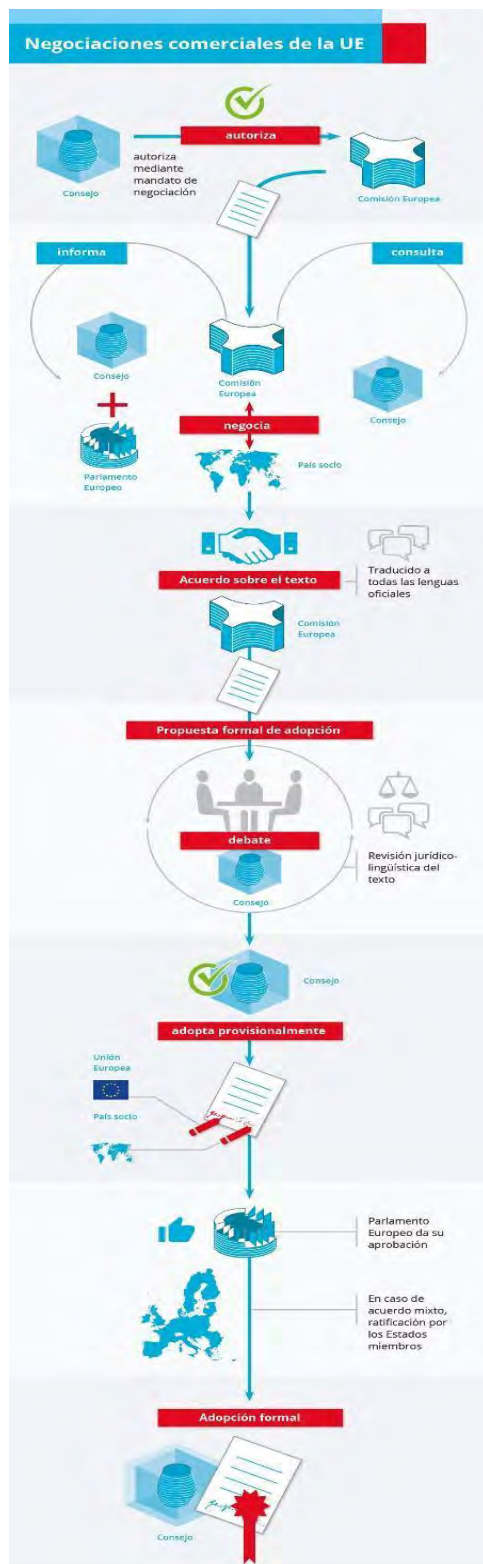 Negociaciones comerciales de la UE
autoriza
autoriza
mediante
mandato de
negociación
Consejo
Comisión Europea
informa
consulta
Consejo
Comisión
Europea
Consejo
negocia
Parlamento
Europeo
País socio
Acuerdo sobre el texto
Traducido a
todas las lenguas
oficiales
Comisión
Europea
Propuesta formal de adopción
debate
Consejo
Revisión jurídico-
lingüística del
texto
Consejo
adopta provisionalmente
Unión
Europea
País socio
Parlamento
Europeo da su
aprobación
En caso de
acuerdo mixto,
ratificación por
los Estados
miembros
Adopción formal
Consejo